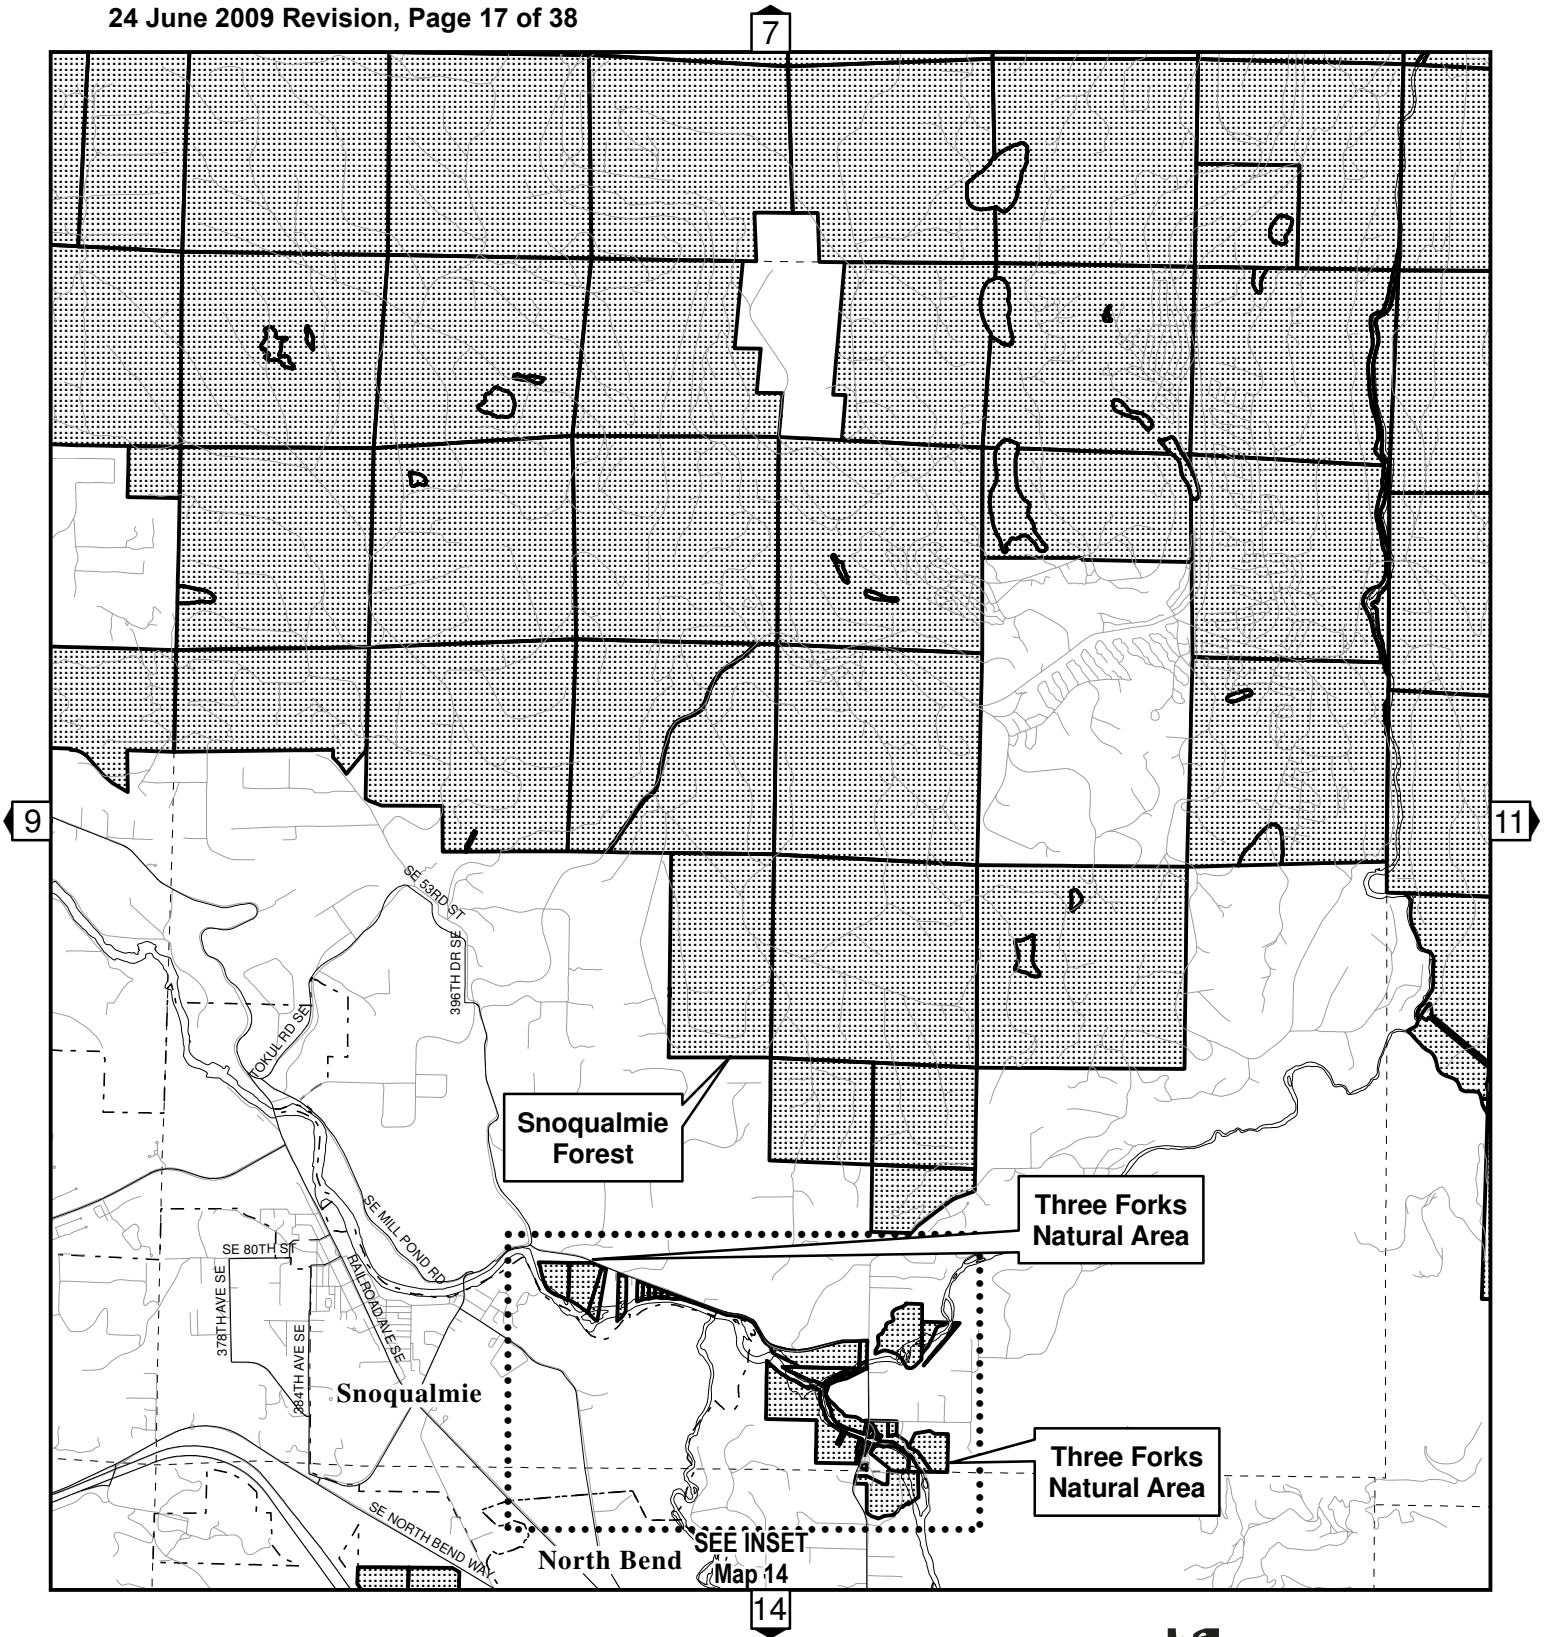 24 June 2009 Revision, Page 17 of 38
7
9
11
SE 53RD ST
396TH DR SE
TOKUL RD SE
Snoqualmie
Forest
Three Forks
Natural Area
SE MILL POND RD
SE 80TH ST
RAILROAD AVE SE
378TH AVE SE
384TH AVE SE
Snoqualmie
Three Forks
Natural Area
SE NORTH BEND WAY
North Bend
SEE INSET
Map 14
14